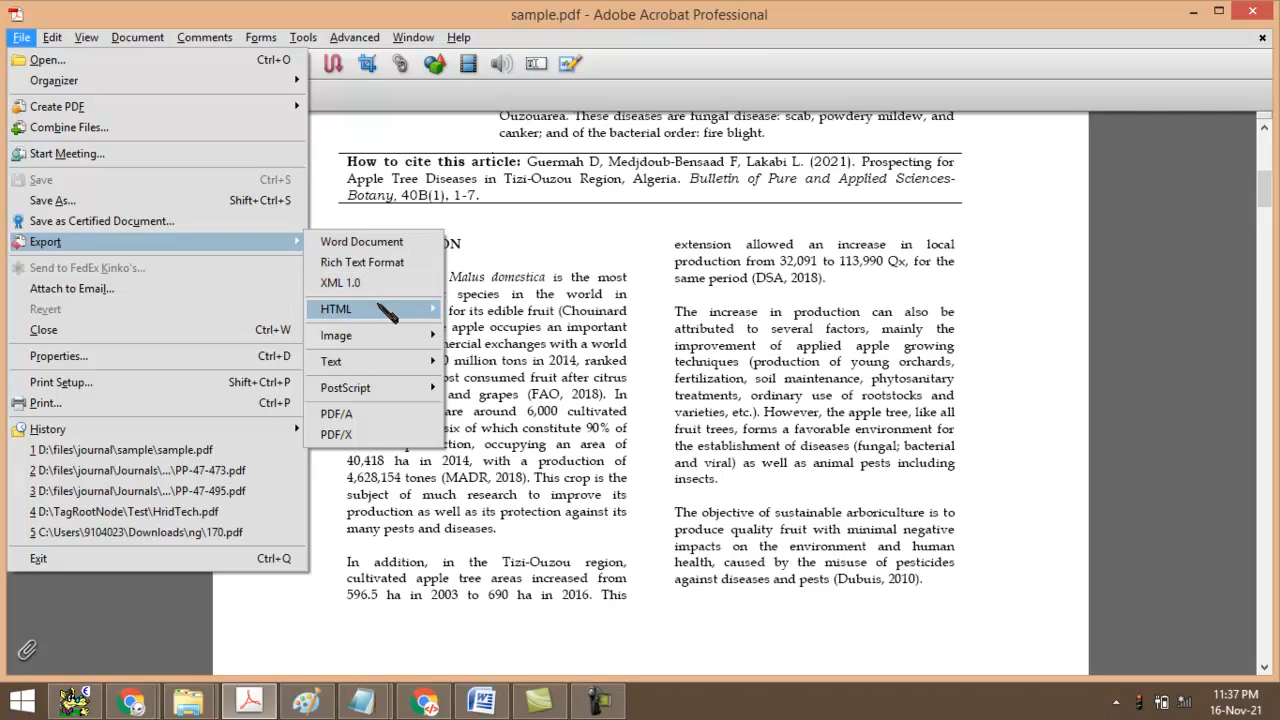 sample.pdf - Adobe Acrobat Professional
File Edit View Document Comments Forms Tools Advanced Window Help
Open... Ctrl+O
Organizer
Create PDF
Combine Files...
Start Meeting...
Save Ctrl+S
Save As... Shift+Ctrl+S
Save as Certified Document...
Export
Send to FedEx Kinko's...
Attach to Email...
Revert
Close Ctrl+W
Properties... Ctrl+D
Print Setup... Shift+Ctrl+P
Print... Ctrl+P
History
1 D:\files\journal\sample\sample.pdf
2 D:\files\journal\Journals\...\PP-47-473.pdf
3 D:\files\journal\Journals\...\PP-47-495.pdf
4 D:\TagRootNode\Test\HridTech.pdf
5 C:\Users\9104023\Downloads\ng\170.pdf
Exit Ctrl+Q
Word Document
Rich Text Format
XML 1.0
HTML
Image
Text
PostScript
PDF/A
PDF/X
Ouzouarea. These diseases are fungal disease: scab, powdery mildew, and
canker; and of the bacterial order: fire blight.
How to cite this article: Guermah D, Medjdoub-Bensaad F, Lakabi L. (2021). Prospecting for
Apple Tree Diseases in Tizi-Ouzou Region, Algeria. Bulletin of Pure and Applied Sciences-
Botany, 40B(1), 1-7.
ON
Malus domestica is the most
species in the world in
for its edible fruit (Chouinard
apple occupies an important
mercial exchanges with a world
0 million tons in 2014, ranked
ost consumed fruit after citrus
and grapes (FAO, 2018). In
are around 6,000 cultivated
six of which constitute 90% of
ction, occupying an area of
40,418 ha in 2014, with a production of
4,628,154 tones (MADR, 2018). This crop is the
subject of much research to improve its
production as well as its protection against its
many pests and diseases.
In addition, in the Tizi-Ouzou region,
cultivated apple tree areas increased from
596.5 ha in 2003 to 690 ha in 2016. This
extension allowed an increase in local
production from 32,091 to 113,990 Qx, for the
same period (DSA, 2018).
The increase in production can also be
attributed to several factors, mainly the
improvement of applied apple growing
techniques (production of young orchards,
fertilization, soil maintenance, phytosanitary
treatments, ordinary use of rootstocks and
varieties, etc.). However, the apple tree, like all
fruit trees, forms a favorable environment for
the establishment of diseases (fungal; bacterial
and viral) as well as animal pests including
insects.
The objective of sustainable arboriculture is to
produce quality fruit with minimal negative
impacts on the environment and human
health, caused by the misuse of pesticides
against diseases and pests (Dubuis, 2010).
11:37 PM
16-Nov-21